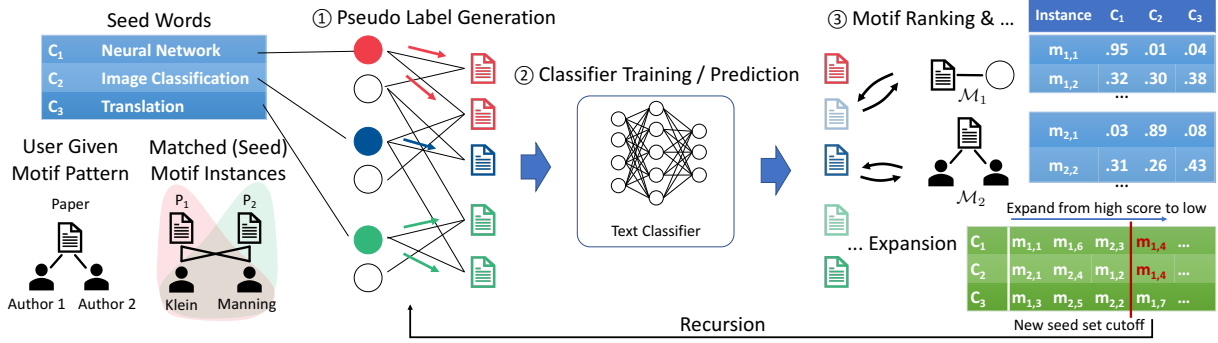 Seed Words
C1 Neural Network
C2 Image Classification
C3 Translation
User Given
Motif Pattern
Paper
Author 1 Author 2
Matched (Seed)
Motif Instances
P1 P2
Klein Manning
① Pseudo Label Generation
② Classifier Training / Prediction
Text Classifier
③ Motif Ranking & ...
M1
M2
Instance C1 C2 C3
m1,1 .95 .01 .04
m1,2 .32 .30 .38
...
m2,1 .03 .89 .08
m2,2 .31 .26 .43
...
Expand from high score to low
... Expansion
C1 m1,1 m1,6 m2,3 m1,4 ...
C2 m2,1 m2,4 m1,2 m1,4 ...
C3 m1,3 m2,5 m2,2 m1,7 ...
New seed set cutoff
Recursion